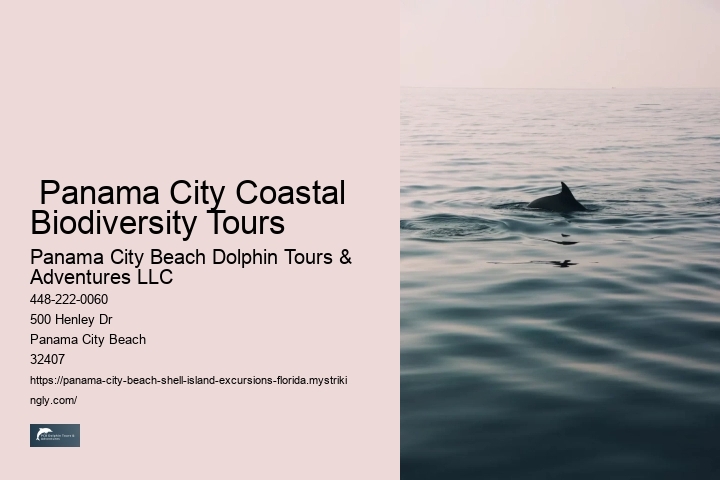 Panama City Coastal
Biodiversity Tours
Panama City Beach Dolphin Tours &
Adventures LLC
448-222-0060
500 Henley Dr
Panama City Beach
32407
https://panama-city-beach-shell-island-excursions-florida.mystriki
ngly.com/